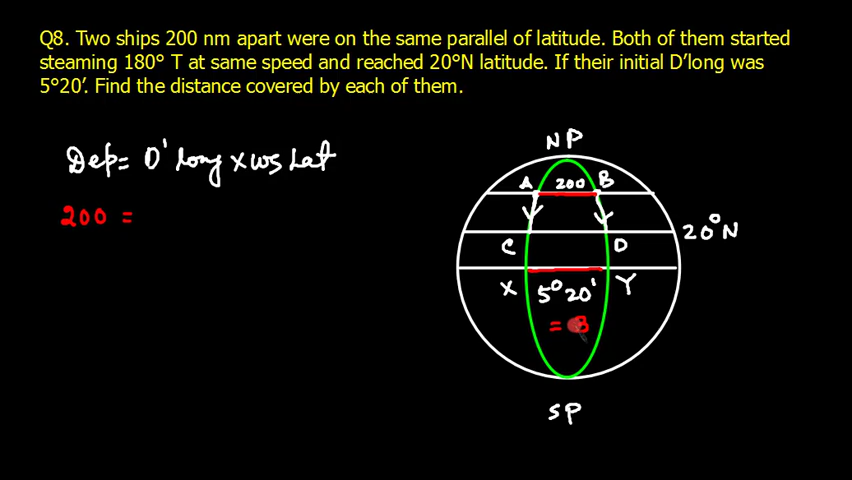 Q8. Two ships 200 nm apart were on the same parallel of latitude. Both of them started
steaming 180° T at same speed and reached 20°N latitude. If their initial D'long was
5°20'. Find the distance covered by each of them.
Dep = D' long x cos Lat
200 =
NP
A 200 B
20°N
C D
X 5° 20' Y
=
SP